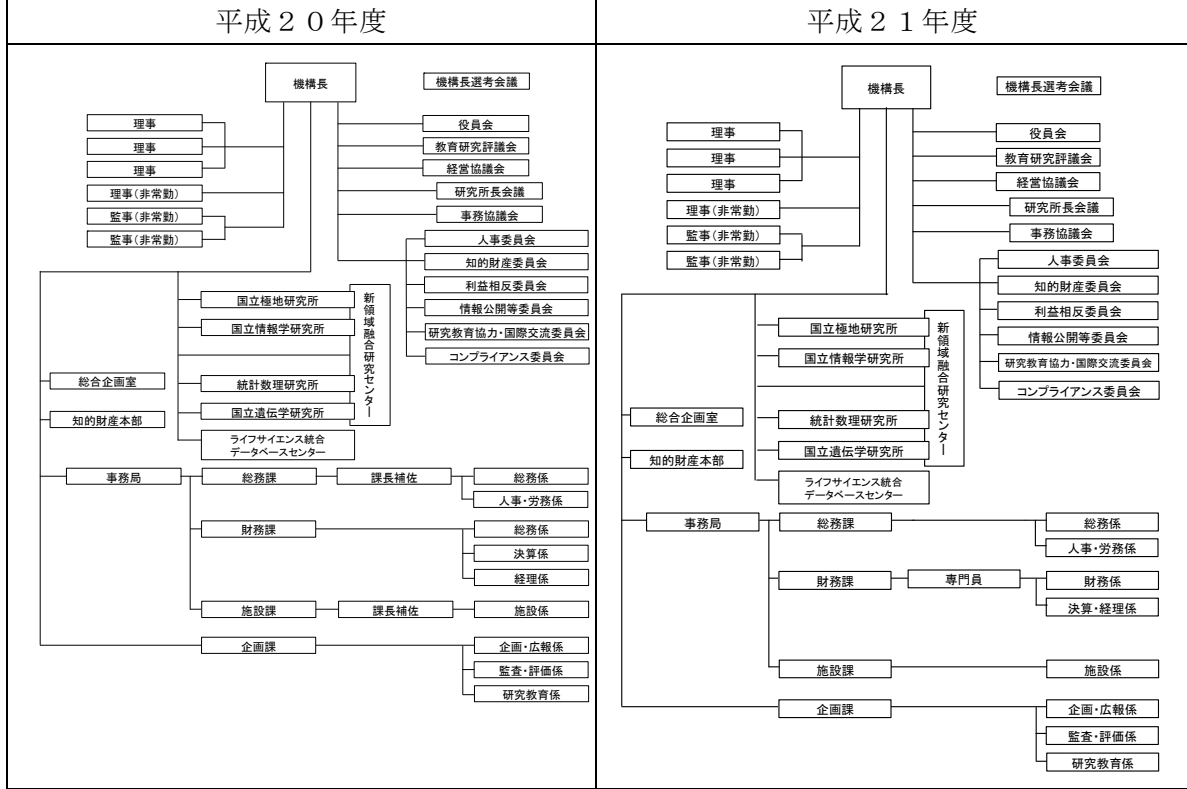 平成２０年度
機構長
機構長選考会議
理事
理事
理事
理事(非常勤)
監事(非常勤)
監事(非常勤)
役員会
教育研究評議会
経営協議会
研究所長会議
事務協議会
人事委員会
知的財産委員会
利益相反委員会
情報公開等委員会
研究教育協力・国際交流委員会
コンプライアンス委員会
国立極地研究所
国立情報学研究所
統計数理研究所
国立遺伝学研究所
新領域融合研究センター
ライフサイエンス統合
データベースセンター
総合企画室
知的財産本部
事務局
総務課
課長補佐
総務係
人事・労務係
財務課
総務係
決算係
経理係
施設課
課長補佐
施設係
企画課
企画・広報係
監査・評価係
研究教育係
平成２１年度
機構長
機構長選考会議
理事
理事
理事
理事(非常勤)
監事(非常勤)
監事(非常勤)
役員会
教育研究評議会
経営協議会
研究所長会議
事務協議会
人事委員会
知的財産委員会
利益相反委員会
情報公開等委員会
研究教育協力・国際交流委員会
コンプライアンス委員会
国立極地研究所
国立情報学研究所
統計数理研究所
国立遺伝学研究所
新領域融合研究センター
ライフサイエンス統合
データベースセンター
総合企画室
知的財産本部
事務局
総務課
総務係
人事・労務係
財務課
専門員
財務係
決算・経理係
施設課
施設係
企画課
企画・広報係
監査・評価係
研究教育係